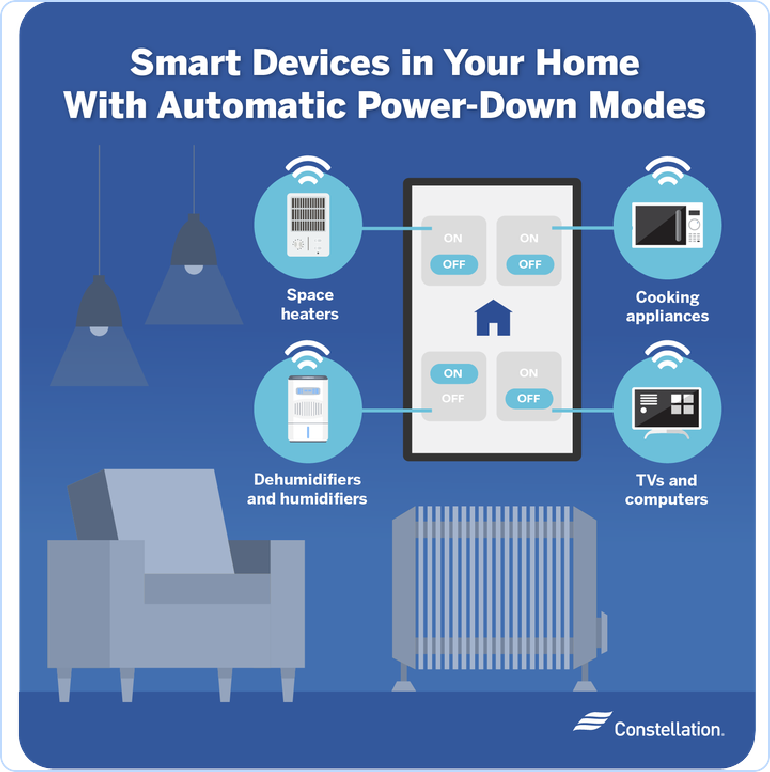 Smart Devices in Your Home
With Automatic Power-Down Modes
ON
OFF
ON
OFF
Space
heaters
Cooking
appliances
ON
OFF
ON
OFF
Dehumidifiers
and humidifiers
TVs and
computers
Constellation.